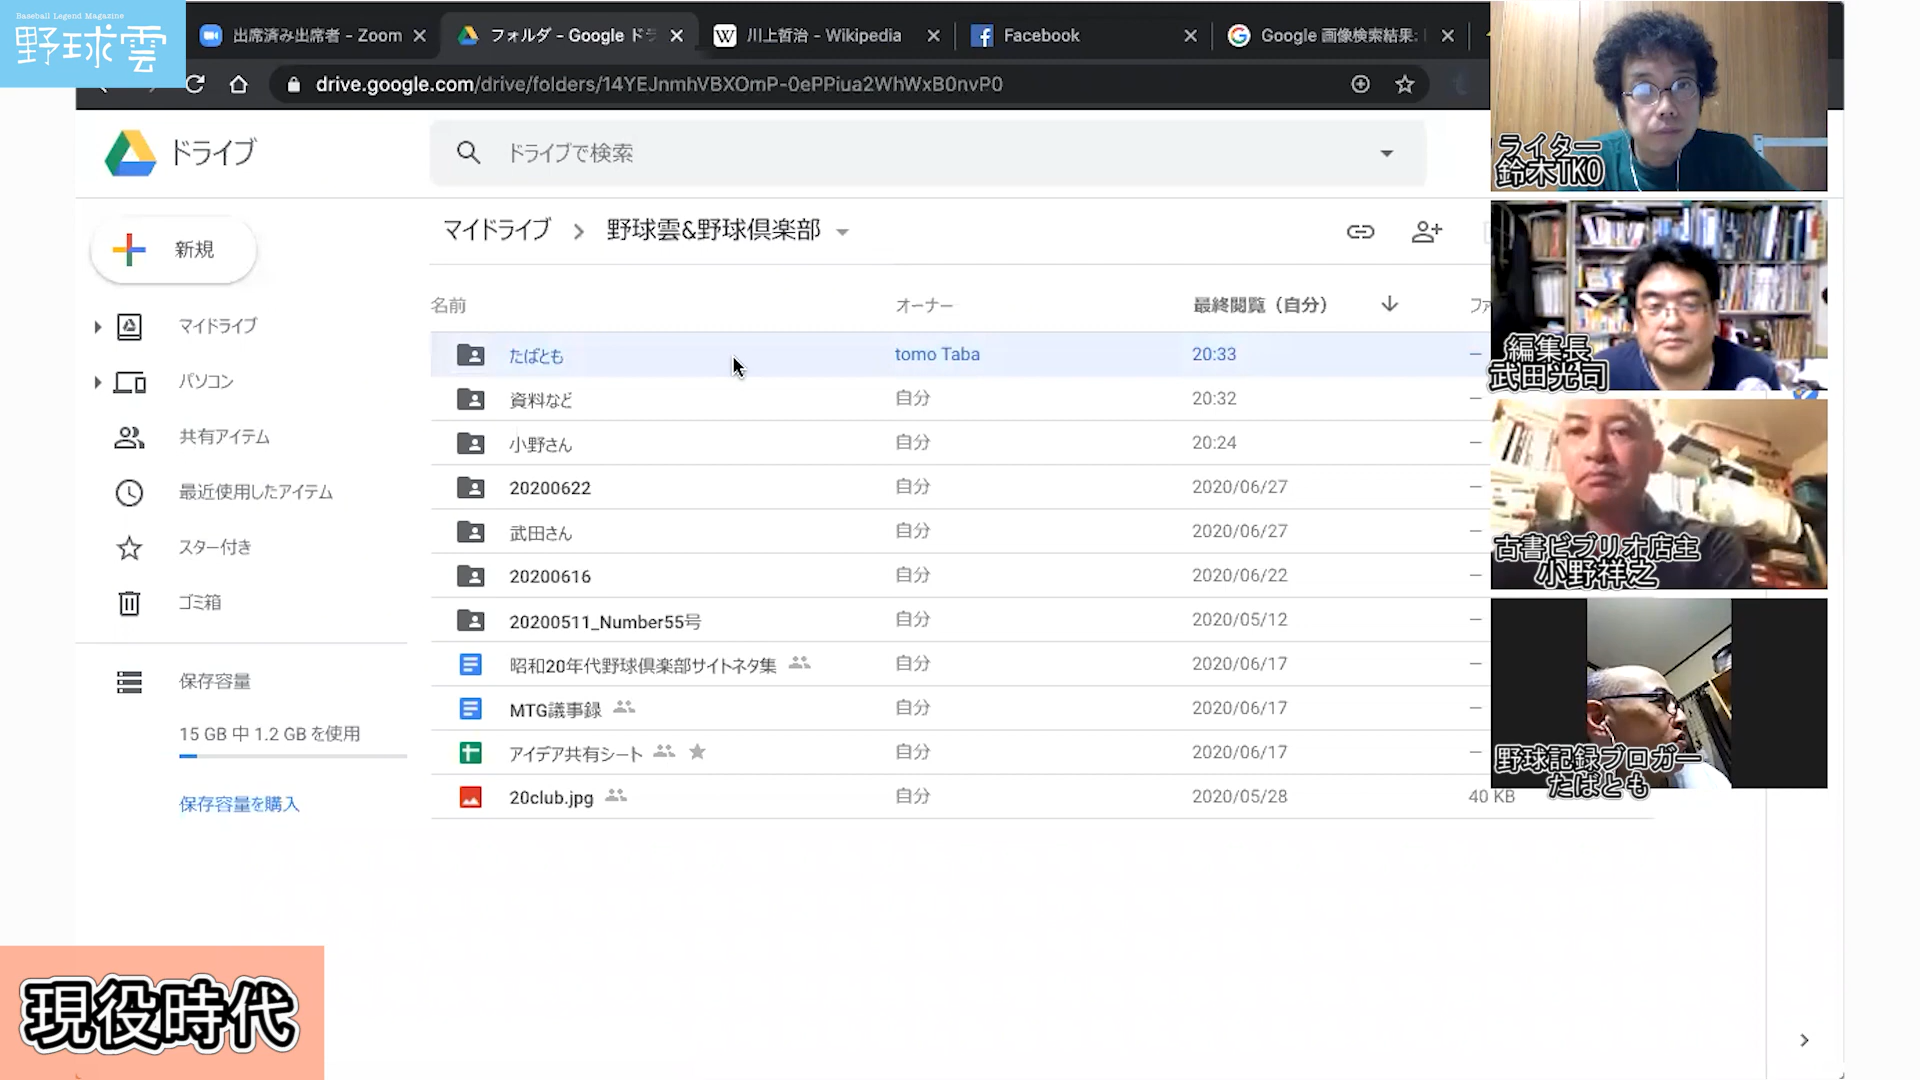 Baseball Legend Magazine
野球雲
出席済み出席者 - Zoom
フォルダ - Google ド
川上哲治 - Wikipedia
Facebook
Google 画像検索結果:
drive.google.com/drive/folders/14YEJnmhVBXOmP-0ePPiua2WhWxB0nvP0
ドライブ
ドライブで検索
新規
マイドライブ
パソコン
共有アイテム
最近使用したアイテム
スター付き
ゴミ箱
保存容量
15 GB 中 1.2 GB を使用
保存容量を購入
マイドライブ > 野球雲&野球倶楽部
名前 オーナー 最終閲覧（自分） ファ
たばとも tomo Taba 20:33 –
資料など 自分 20:32 –
小野さん 自分 20:24 –
20200622 自分 2020/06/27 –
武田さん 自分 2020/06/27 –
20200616 自分 2020/06/22 –
20200511_Number55号 自分 2020/05/12 –
昭和20年代野球倶楽部サイトネタ集 自分 2020/06/17 –
MTG議事録 自分 2020/06/17 –
アイデア共有シート 自分 2020/06/17 –
20club.jpg 自分 2020/05/28 40 KB
ライター
鈴木TKO
編集長
武田光司
古書ビブリオ店主
小野祥之
野球記録ブロガー
たばとも
現役時代